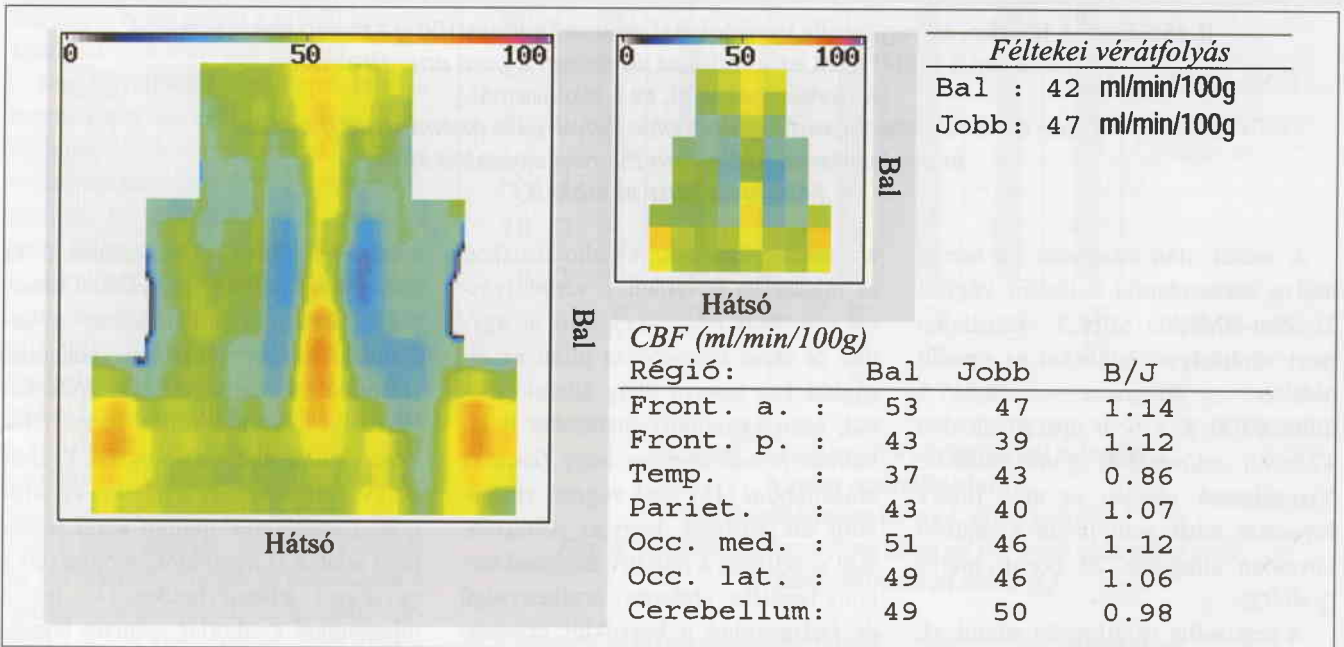 0 50 100
Bal
Hátsó
0 50 100
Bal
Hátsó
Féltekei vérátfolyás
Bal : 42 ml/min/100g
Jobb: 47 ml/min/100g
CBF (ml/min/100g)
Régió: Bal Jobb B/J
Front. a. : 53 47 1.14
Front. p. : 43 39 1.12
Temp. : 37 43 0.86
Pariet. : 43 40 1.07
Occ. med. : 51 46 1.12
Occ. lat. : 49 46 1.06
Cerebellum: 49 50 0.98